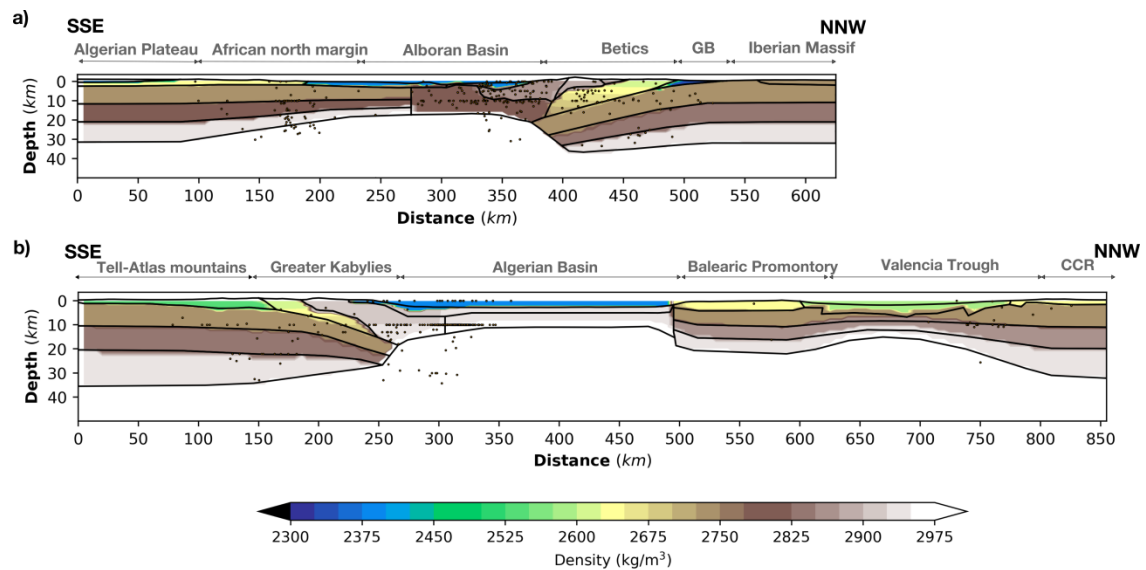 a)
SSE
NNW
Algerian Plateau African north margin Alboran Basin Betics GB Iberian Massif
Depth (km)
0
10
20
30
40
0 50 100 150 200 250 300 350 400 450 500 550 600
Distance (km)
b)
SSE
NNW
Tell-Atlas mountains Greater Kabylies Algerian Basin Balearic Promontory Valencia Trough CCR
Depth (km)
0
10
20
30
40
0 50 100 150 200 250 300 350 400 450 500 550 600 650 700 750 800 850
Distance (km)
2300 2375 2450 2525 2600 2675 2750 2825 2900 2975
Density (kg/m³)